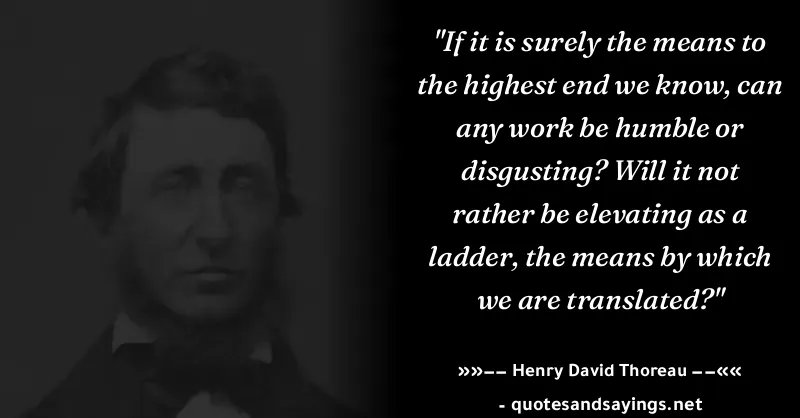 "If it is surely the means to
the highest end we know, can
any work be humble or
disgusting? Will it not
rather be elevating as a
ladder, the means by which
we are translated?"
»»–– Henry David Thoreau ––««
- quotesandsayings.net